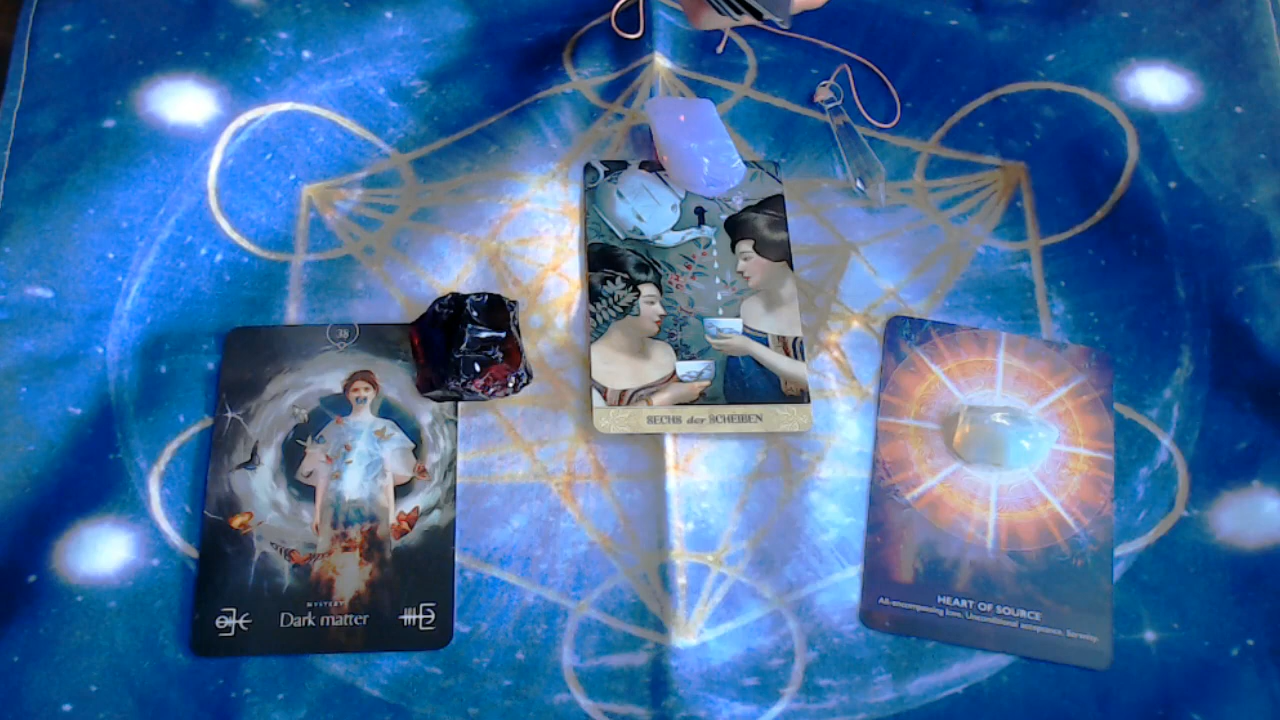 MYSTERY
Dark matter
SECHS der SCHEIBEN
HEART OF SOURCE
All-encompassing love. Unconditional acceptance. Serenity.